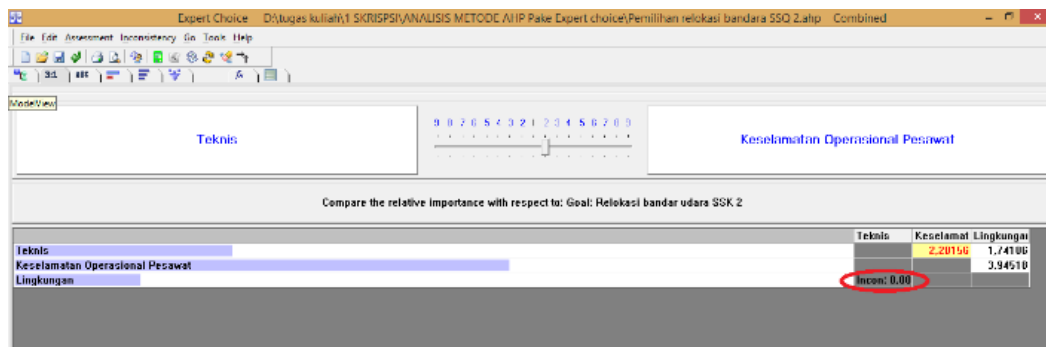 Expert Choice D:\tugas kuliah\1 SKRISPSI\ANALISIS METODE AHP Pake Expert choice\Pemilihan relokasi bandara SSQ 2.ahp Combined
File Edit Assessment Inconsistency Go Tools Help
3:1 ABC
ModelView
9 8 7 6 5 4 3 2 1 2 3 4 5 6 7 8 9
Teknis Keselamatan Operasional Pesawat
Compare the relative importance with respect to: Goal: Relokasi bandar udara SSK 2
Teknis Keselamat Lingkungan
Teknis 2,20156 1,74106
Keselamatan Operasional Pesawat 3,94510
Lingkungan Incon: 0,00